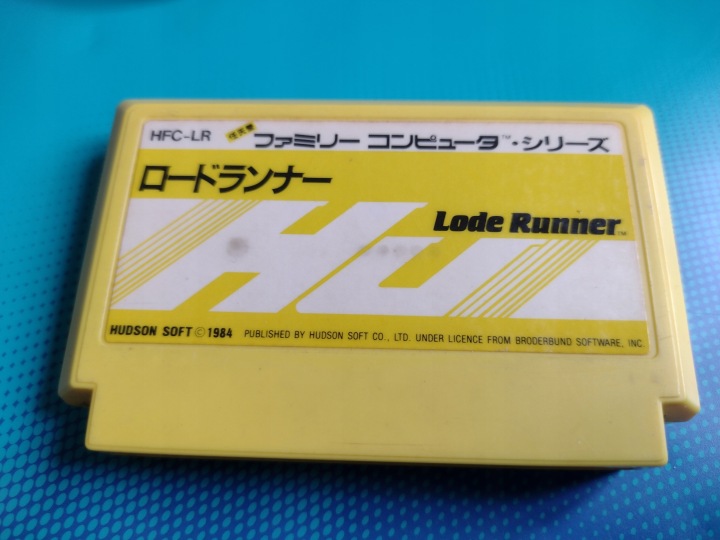 HFC-LR 任天堂 ファミリー コンピュータ™・シリーズ
ロードランナー
Lode Runner™
HU
HUDSON SOFT © 1984 PUBLISHED BY HUDSON SOFT CO., LTD. UNDER LICENCE FROM BRODERBUND SOFTWARE, INC